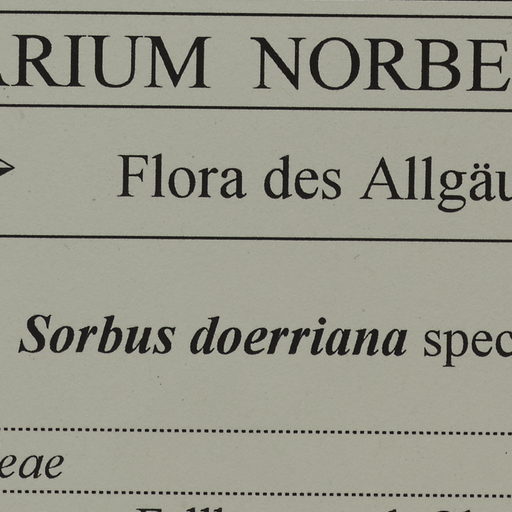 ARIUM NORBE
Flora des Allgäu
Sorbus doerriana spec
eae